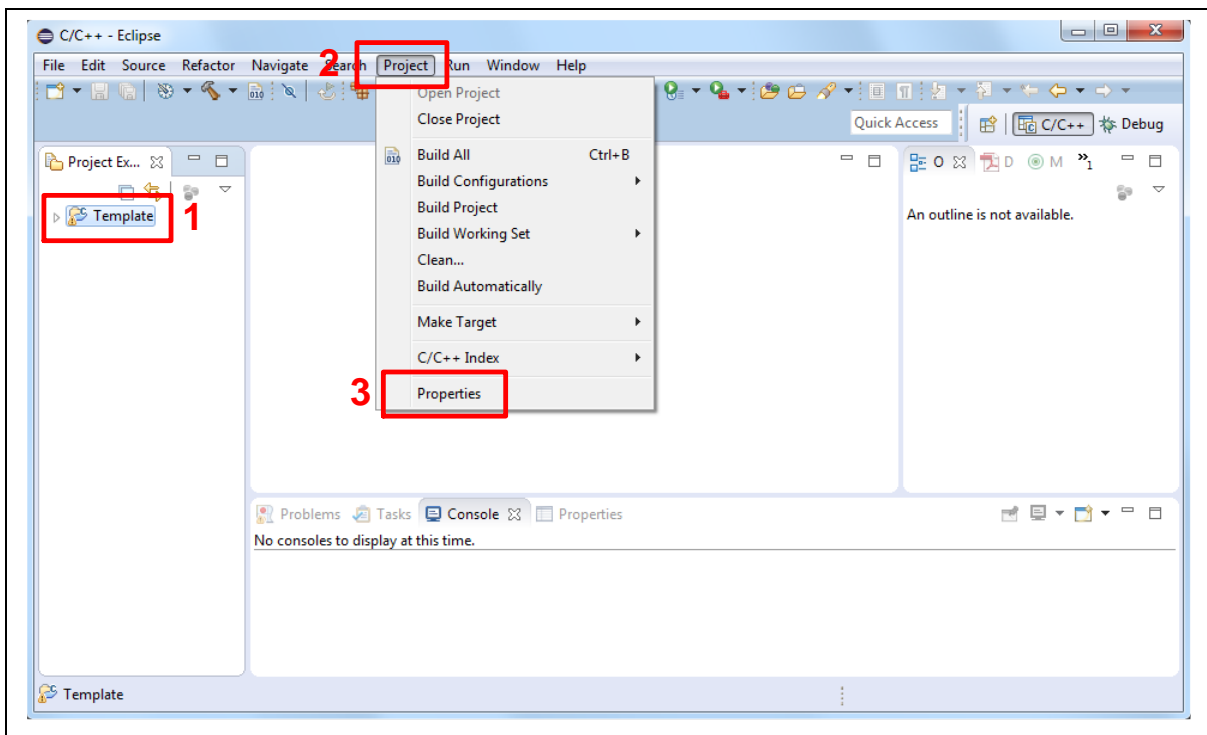 C/C++ - Eclipse
File Edit Source Refactor Navigate Search Project Run Window Help
2
Quick Access
C/C++
Debug
Project Ex...
Template
1
Open Project
Close Project
Build All Ctrl+B
Build Configurations
Build Project
Build Working Set
Clean...
Build Automatically
Make Target
C/C++ Index
Properties
3
O D M »1
An outline is not available.
Problems Tasks Console Properties
No consoles to display at this time.
Template